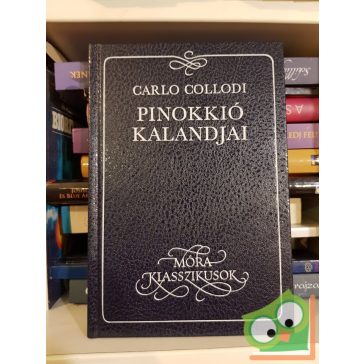 CARLO COLLODI
PINOKKIÓ
KALANDJAI
MÓRA
KLASSZIKUSOK